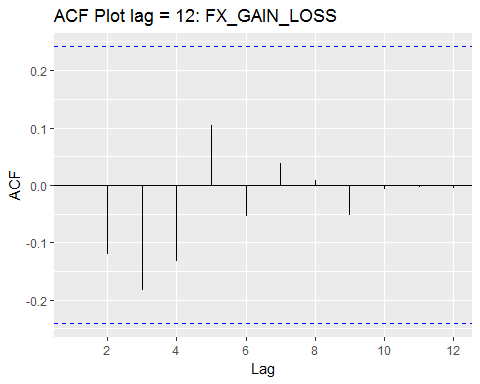 ACF Plot lag = 12: FX_GAIN_LOSS
0.2
0.1
0.0
-0.1
-0.2
ACF
2 4 6 8 10 12
Lag